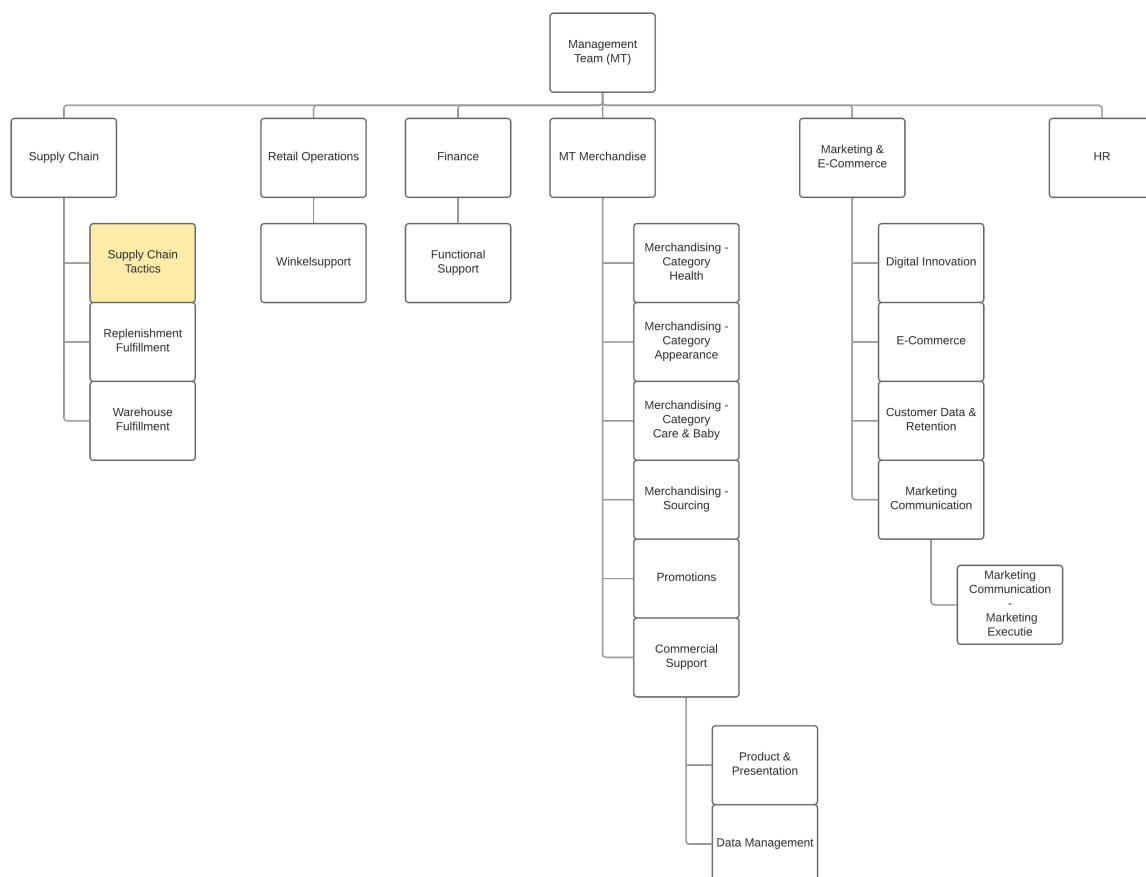 Management
Team (MT)
Supply Chain
Retail Operations
Finance
MT Merchandise
Marketing &
E-Commerce
HR
Supply Chain
Tactics
Replenishment
Fulfillment
Warehouse
Fulfillment
Winkelsupport
Functional
Support
Merchandising -
Category
Health
Merchandising -
Category
Appearance
Merchandising -
Category
Care & Baby
Merchandising -
Sourcing
Promotions
Commercial
Support
Product &
Presentation
Data Management
Digital Innovation
E-Commerce
Customer Data &
Retention
Marketing
Communication
Marketing
Communication
-
Marketing
Executie